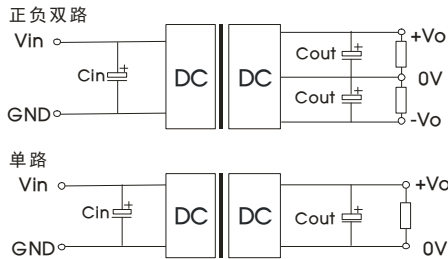 正负双路
Vin
+Vo
Cout
Cin
DC DC
0V
Cout
GND
-Vo
单路
Vin
+Vo
Cin
DC DC
Cout
GND
0V